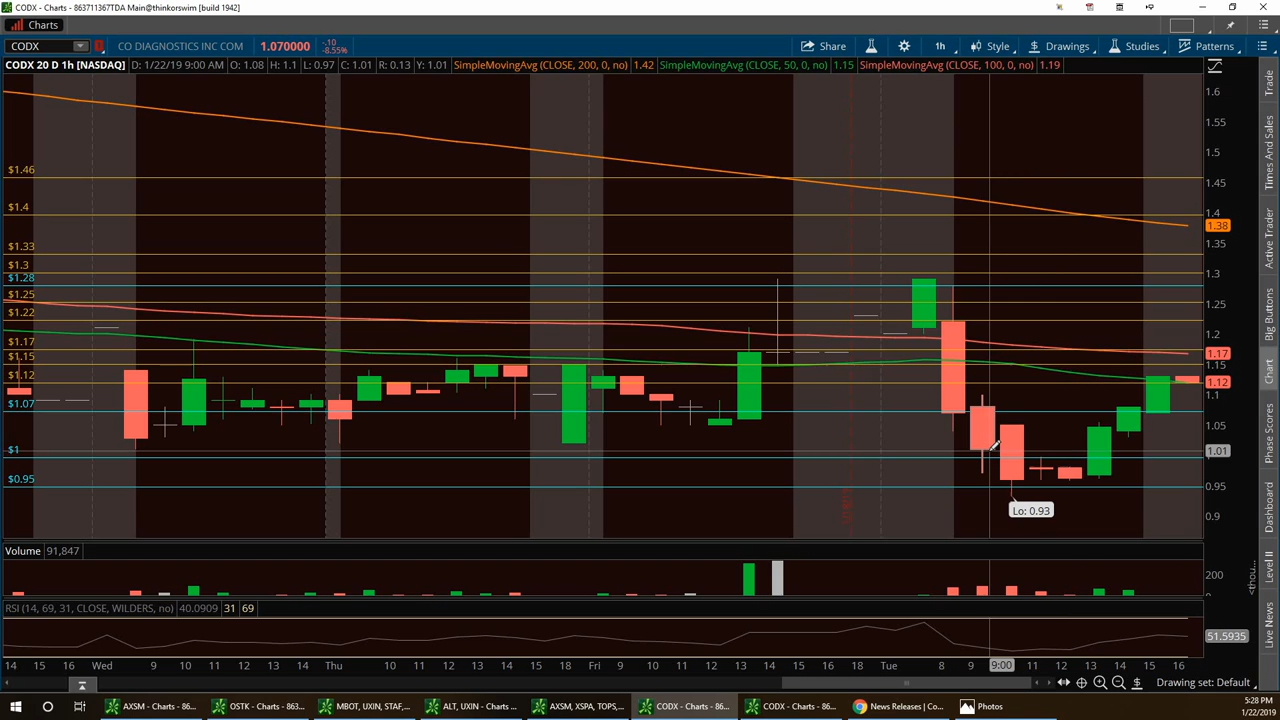 CODX - Charts - 863711367TDA Main@thinkorswim [build 1942]
Charts
CODX CO DIAGNOSTICS INC COM 1.070000 -.10 -8.55% Share 1h Style Drawings Studies Patterns
CODX 20 D 1h [NASDAQ] D: 1/22/19 9:00 AM O: 1.08 H: 1.1 L: 0.97 C: 1.01 R: 0.13 Y: 1.01 SimpleMovingAvg (CLOSE, 200, 0, no) 1.42 SimpleMovingAvg (CLOSE, 50, 0, no) 1.15 SimpleMovingAvg (CLOSE, 100, 0, no) 1.19
1.6
1.55
1.5
$1.46
1.45
$1.4
1.4
1.38
1.35
$1.33
$1.3
1.3
$1.28
$1.25
1.25
$1.22
1.2
$1.17
1.17
$1.15
1.15
$1.12
1.12
1.1
$1.07
1.05
$1
1.01
$0.95
0.95
Lo: 0.93
0.9
Volume 91,847
200
<thou...
RSI (14, 69, 31, CLOSE, WILDERS, no) 40.0909 31 69
51.5935
14 15 16 Wed 9 10 11 12 13 14 15 16 18 Thu 10 11 12 13 14 15 16 Fri 9 10 11 12 13 14 15 16 18 Tue 8 9 9:00 11 12 13 14 15 16
Drawing set: Default
Trade
Times And Sales
Active Trader
Big Buttons
Chart
Phase Scores
Dashboard
Level II
Live News
AXSM - Charts - 86...
OSTK - Charts - 863...
MBOT, UXIN, STAF,...
ALT, UXIN - Charts ...
AXSM, XSPA, TOPS,...
CODX - Charts - 86...
CODX - Charts - 86...
News Releases | Co...
Photos
5:28 PM
1/22/2019